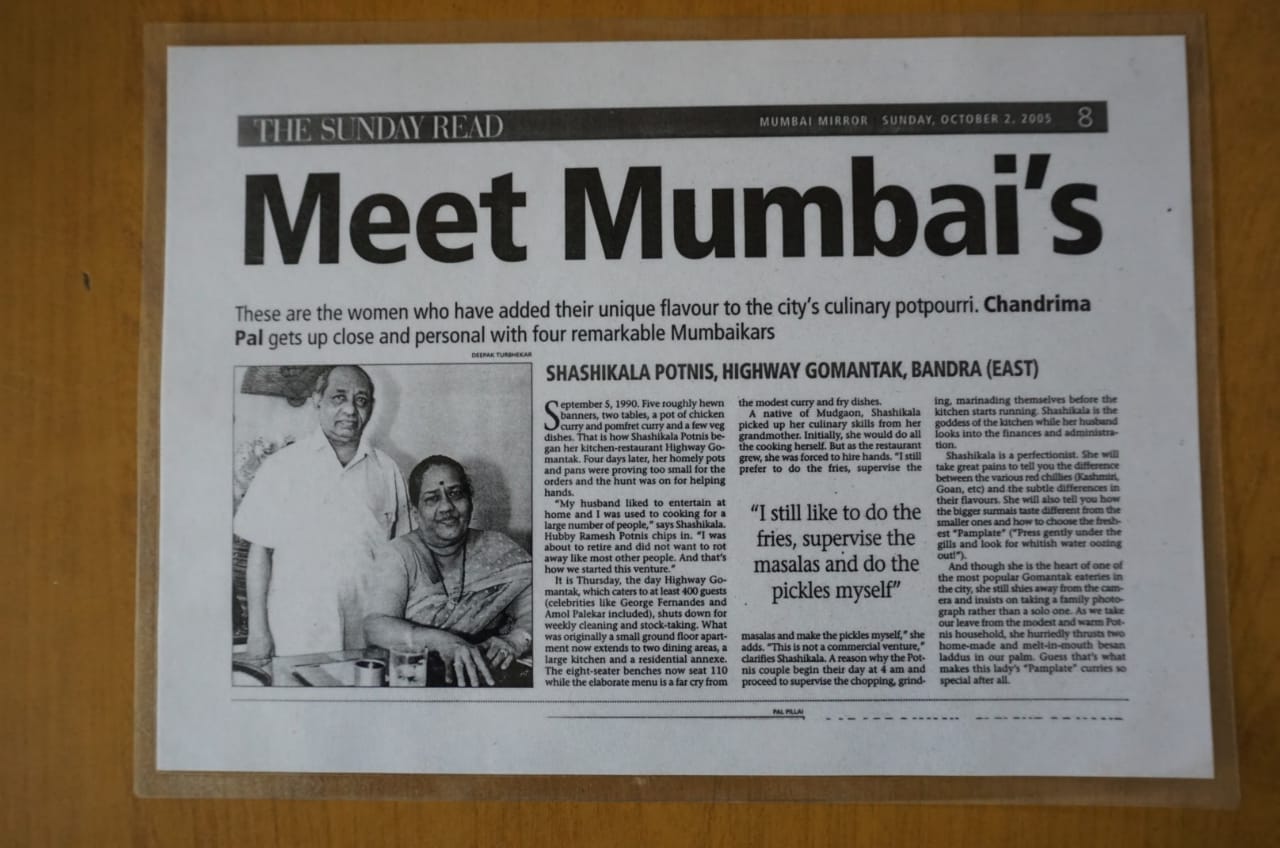 THE SUNDAY READ
MUMBAI MIRROR SUNDAY, OCTOBER 2, 2005 8
Meet Mumbai's
These are the women who have added their unique flavour to the city's culinary potpourri. Chandrima
Pal gets up close and personal with four remarkable Mumbaikars
DEEPAK TURBHEKAR
SHASHIKALA POTNIS, HIGHWAY GOMANTAK, BANDRA (EAST)
September 5, 1990. Five roughly hewn
banners, two tables, a pot of chicken
curry and pomfret curry and a few veg
dishes. That is how Shashikala Potnis be-
gan her kitchen-restaurant Highway Go-
mantak. Four days later, her homely pots
and pans were proving too small for the
orders and the hunt was on for helping
hands.
"My husband liked to entertain at
home and I was used to cooking for a
large number of people," says Shashikala.
Hubby Ramesh Potnis chips in. "I was
about to retire and did not want to rot
away like most other people. And that's
how we started this venture."
It is Thursday, the day Highway Go-
mantak, which caters to at least 400 guests
(celebrities like George Fernandes and
Amol Palekar included), shuts down for
weekly cleaning and stock-taking. What
was originally a small ground floor apart-
ment now extends to two dining areas, a
large kitchen and a residential annexe.
The eight-seater benches now seat 110
while the elaborate menu is a far cry from
the modest curry and fry dishes.
A native of Mudgaon, Shashikala
picked up her culinary skills from her
grandmother. Initially, she would do all
the cooking herself. But as the restaurant
grew, she was forced to hire hands. "I still
prefer to do the fries, supervise the
"I still like to do the
fries, supervise the
masalas and do the
pickles myself"
masalas and make the pickles myself," she
adds. "This is not a commercial venture,"
clarifies Shashikala. A reason why the Pot-
nis couple begin their day at 4 am and
proceed to supervise the chopping, grind-
ing, marinading themselves before the
kitchen starts running. Shashikala is the
goddess of the kitchen while her husband
looks into the finances and administra-
tion.
Shashikala is a perfectionist. She will
take great pains to tell you the difference
between the various red chillies (Kashmiri,
Goan, etc) and the subtle differences in
their flavours. She will also tell you how
the bigger surmais taste different from the
smaller ones and how to choose the fresh-
est "Pamplate" ("Press gently under the
gills and look for whitish water oozing
out!").
And though she is the heart of one of
the most popular Gomantak eateries in
the city, she still shies away from the cam-
era and insists on taking a family photo-
graph rather than a solo one. As we take
our leave from the modest and warm Pot-
nis household, she hurriedly thrusts two
home-made and melt-in-mouth besan
laddus in our palm. Guess that's what
makes this lady's "Pamplate" curries so
special after all.
PAL PILLAI